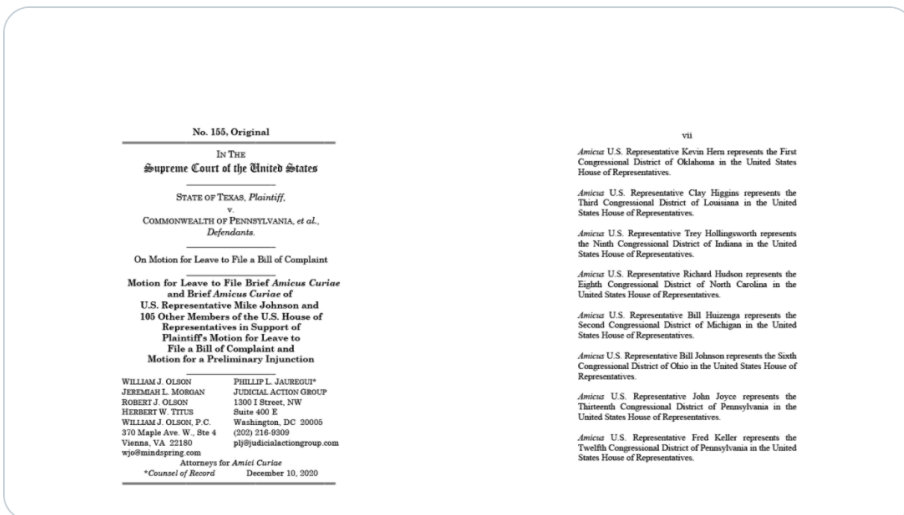 No. 155, Original
IN THE
Supreme Court of the United States
STATE OF TEXAS, Plaintiff,
v.
COMMONWEALTH OF PENNSYLVANIA, et al.,
Defendants.
On Motion for Leave to File a Bill of Complaint
Motion for Leave to File Brief Amicus Curiae
and Brief Amicus Curiae of
U.S. Representative Mike Johnson and
105 Other Members of the U.S. House of
Representatives in Support of
Plaintiff's Motion for Leave to
File a Bill of Complaint and
Motion for a Preliminary Injunction
WILLIAM J. OLSON
JEREMIAH L. MORGAN
ROBERT J. OLSON
HERBERT W. TITUS
WILLIAM J. OLSON, P.C.
370 Maple Ave. W., Ste 4
Vienna, VA 22180
wjo@mindspring.com
PHILLIP L. JAUREGUI*
JUDICIAL ACTION GROUP
1300 I Street, NW
Suite 400 E
Washington, DC 20005
(202) 216-9309
plj@judicialactiongroup.com
Attorneys for Amici Curiae
*Counsel of Record December 10, 2020
vii
Amicus U.S. Representative Kevin Hern represents the First
Congressional District of Oklahoma in the United States
House of Representatives.
Amicus U.S. Representative Clay Higgins represents the
Third Congressional District of Louisiana in the United
States House of Representatives.
Amicus U.S. Representative Trey Hollingsworth represents
the Ninth Congressional District of Indiana in the United
States House of Representatives.
Amicus U.S. Representative Richard Hudson represents the
Eighth Congressional District of North Carolina in the
United States House of Representatives.
Amicus U.S. Representative Bill Huizenga represents the
Second Congressional District of Michigan in the United
States House of Representatives.
Amicus U.S. Representative Bill Johnson represents the Sixth
Congressional District of Ohio in the United States House of
Representatives.
Amicus U.S. Representative John Joyce represents the
Thirteenth Congressional District of Pennsylvania in the
United States House of Representatives.
Amicus U.S. Representative Fred Keller represents the
Twelfth Congressional District of Pennsylvania in the United
States House of Representatives.